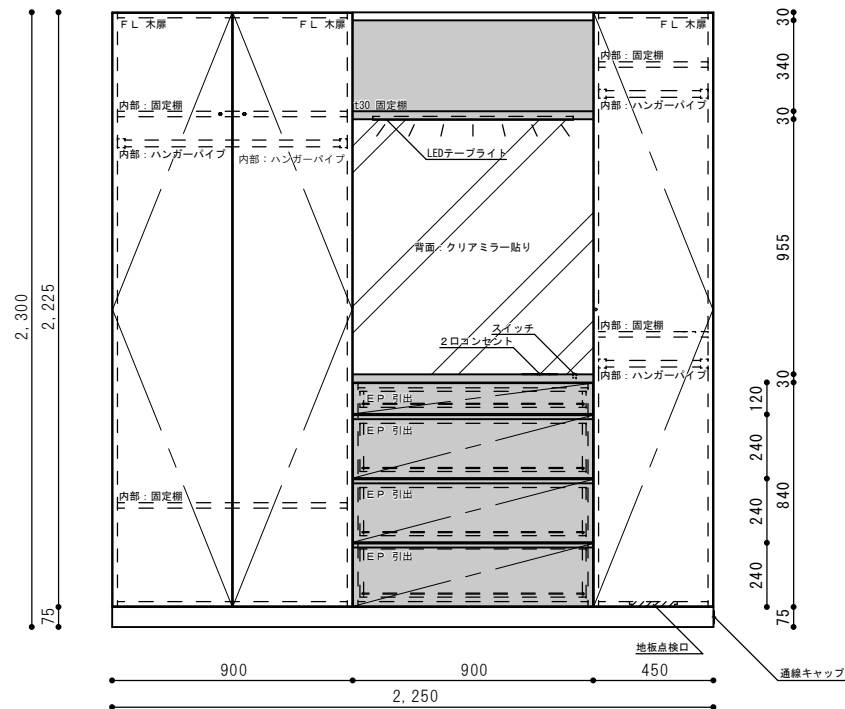 ＦＬ 木扉
ＦＬ 木扉
ＦＬ 木扉
30
内部：固定棚
340
内部：固定棚
t30 固定棚
内部：ハンガーパイプ
30
内部：ハンガーパイプ
内部：ハンガーパイプ
LEDテープライト
背面：クリアミラー貼り
955
2,300
2,225
スイッチ
２口コンセント
内部：固定棚
内部：ハンガーパイプ
30
ＥＰ 引出
120
ＥＰ 引出
240
ＥＰ 引出
240
840
内部：固定棚
ＥＰ 引出
240
75
75
地板点検口
通線キャップ
900
900
450
2,250